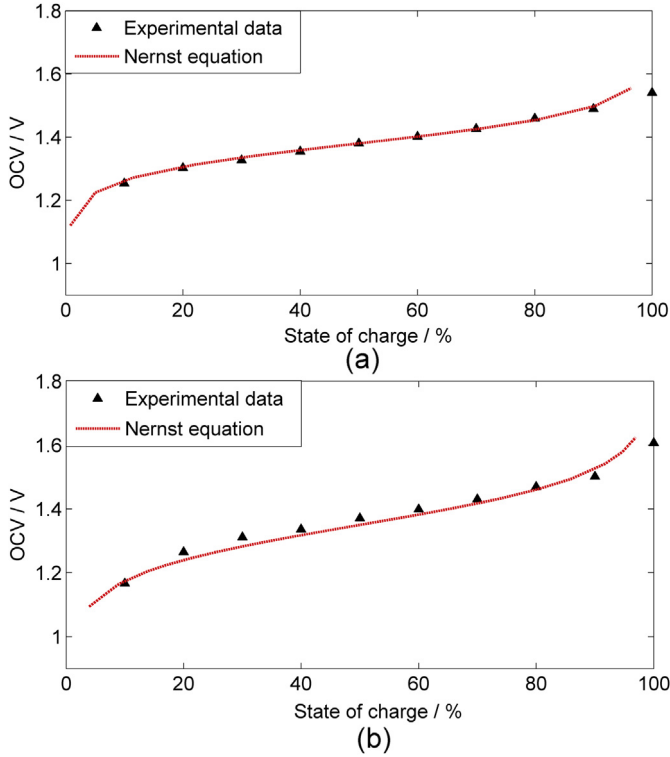 1.8
1.6
1.4
1.2
1
OCV / V
Experimental data
Nernst equation
0 20 40 60 80 100
State of charge / %
(a)
1.8
1.6
1.4
1.2
1
OCV / V
Experimental data
Nernst equation
0 20 40 60 80 100
State of charge / %
(b)